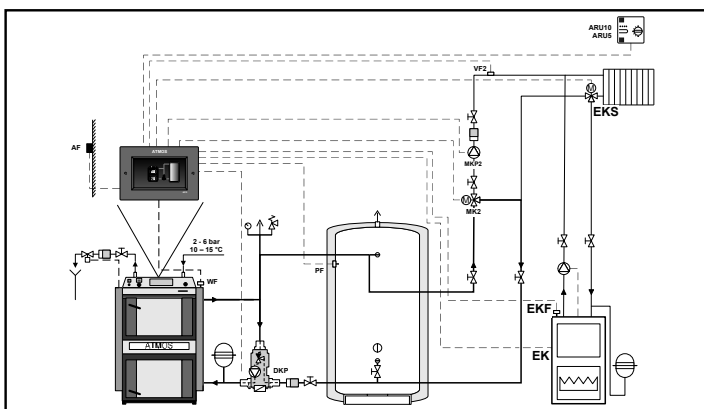 ARU10
ARU5
VF2
M
EKS
ATMOS
AF
MKP2
M
MK2
2 - 6 bar
10 – 15 °C
PF
WF
EKF
ATMOS
DKP
EK